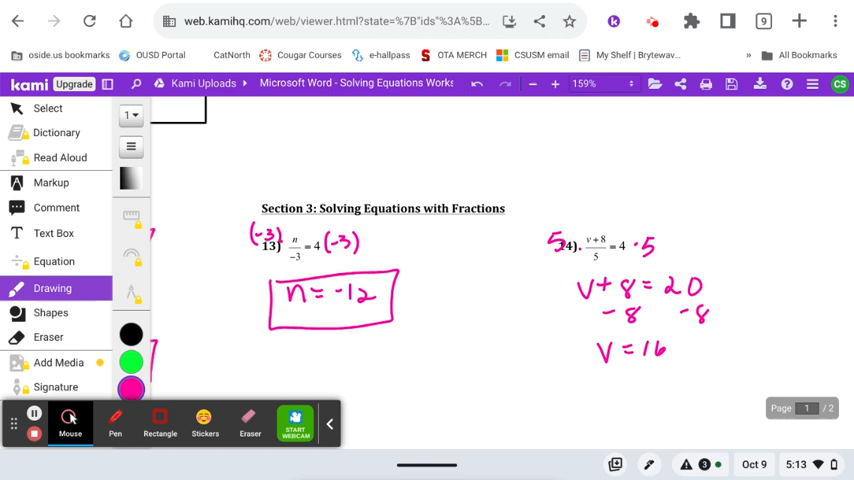 web.kamihq.com/web/viewer.html?state=%7B"ids"%3A%5B...
9
oside.us bookmarks
OUSD Portal
CatNorth
Cougar Courses
e-hallpass
OTA MERCH
CSUSM email
My Shelf | Brytewav...
»
All Bookmarks
kami
Upgrade
Kami Uploads
Microsoft Word - Solving Equations Works
159%
CS
Select
Dictionary
Read Aloud
Markup
Comment
Text Box
Equation
Drawing
Shapes
Eraser
Add Media
Signature
1
Section 3: Solving Equations with Fractions
(-3) 13) n/-3 = 4 (-3)
n = -12
5 · 14). v + 8/5 = 4 · 5
v + 8 = 20
- 8 - 8
v = 16
Page 1 / 2
Mouse
Pen
Rectangle
Stickers
Eraser
START WEBCAM
3
Oct 9
5:13